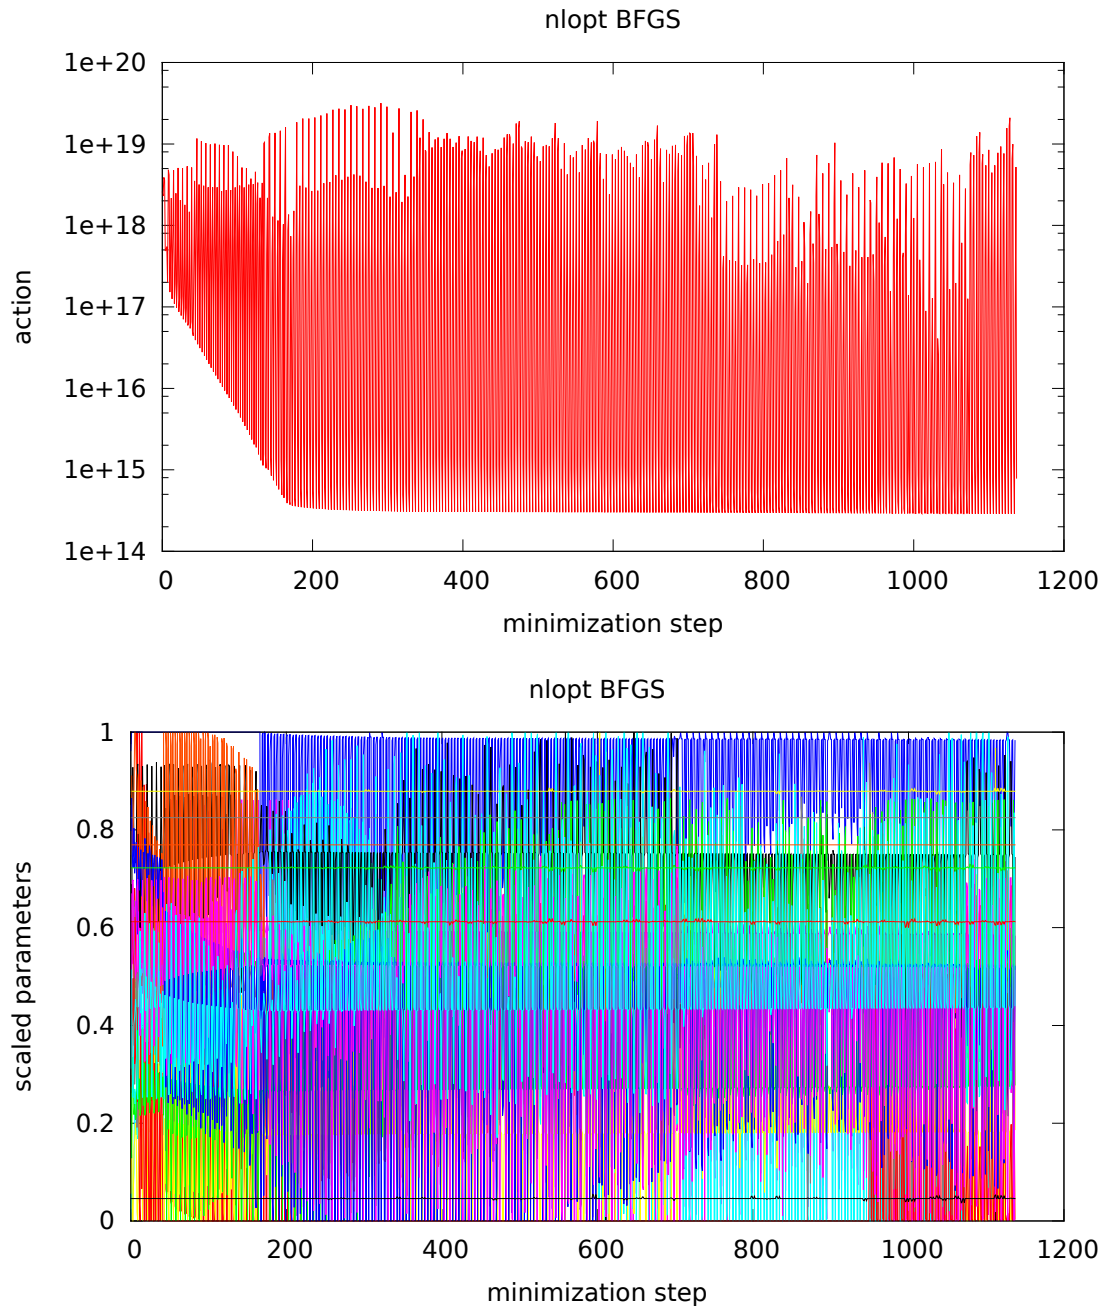 nlopt BFGS
1e+20
1e+19
1e+18
1e+17
1e+16
1e+15
1e+14
action
0 200 400 600 800 1000 1200
minimization step
nlopt BFGS
1
0.8
0.6
0.4
0.2
0
scaled parameters
0 200 400 600 800 1000 1200
minimization step